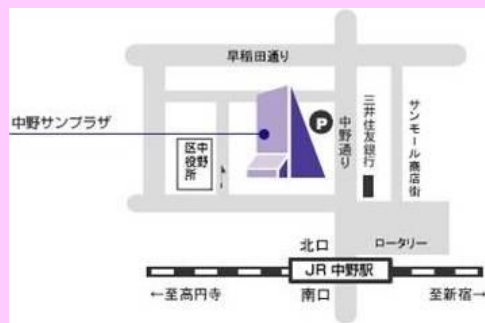 早稲田通り
中野サンプラザ
P
中野通り
三井住友銀行
サンモール商店街
中野
区役所
北口
ロータリー
JR 中野駅
←至高円寺
南口
至新宿→